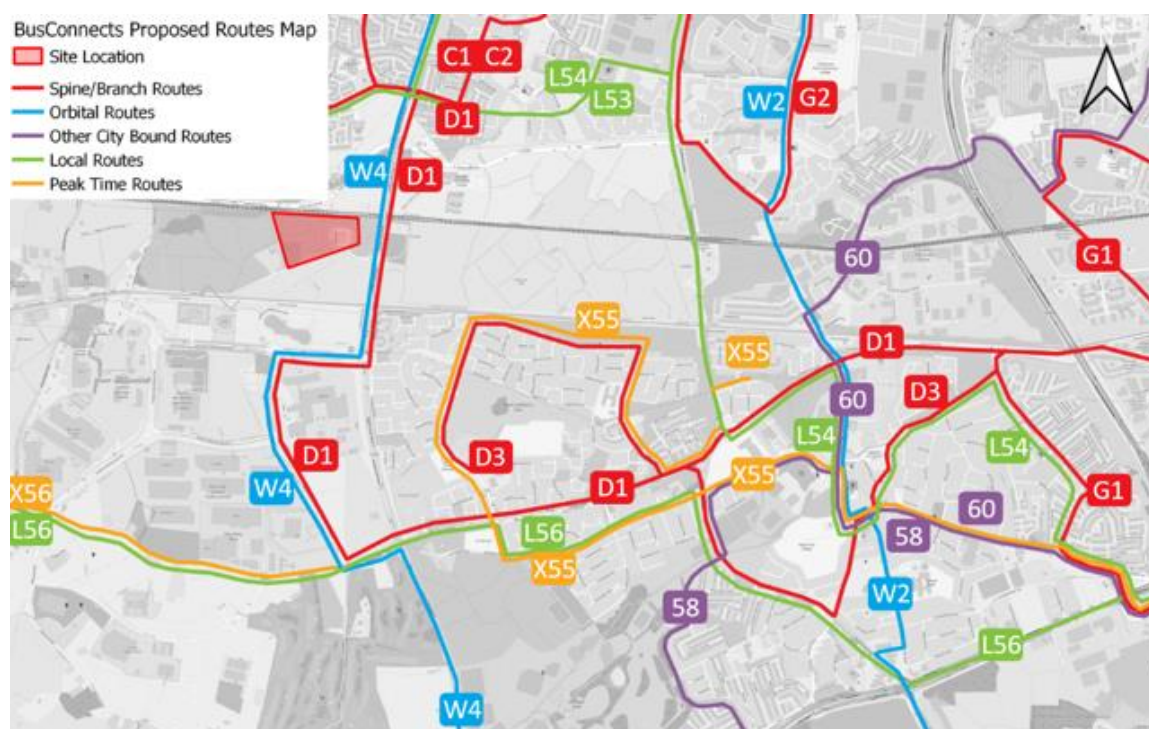 BusConnects Proposed Routes Map
Site Location
Spine/Branch Routes
Orbital Routes
Other City Bound Routes
Local Routes
Peak Time Routes
C1 C2
L54
L53
D1
W2
G2
W4
D1
60
G1
X55
X55
D1
60
D3
L54
L54
D3
D1
W4
D1
X55
X56
L56
L56
X55
60
58
G1
58
W2
L56
W4